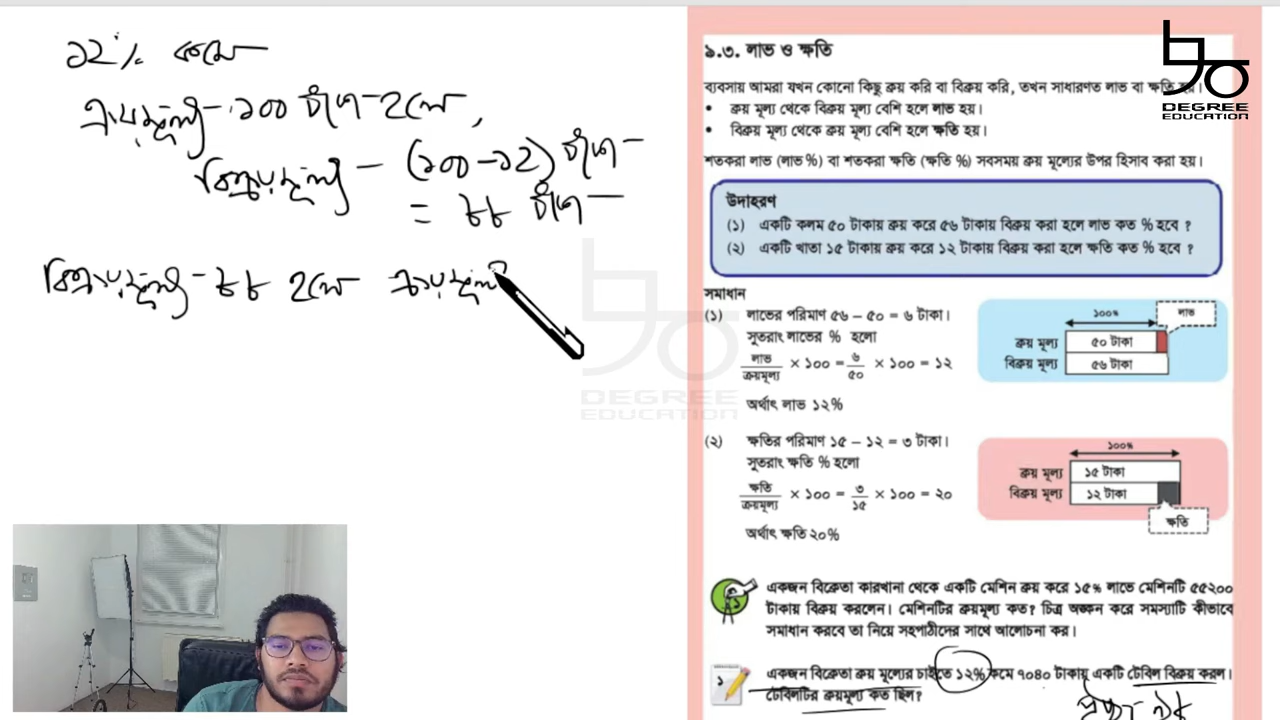 ১২% কমে
ক্রয়মূল্য ১০০ টাকা হলে,
বিক্রয়মূল্য (১০০ - ১২) টাকা
= ৮৮ টাকা
বিক্রয়মূল্য ৮৮ হলে ক্রয়মূল্য
DEGREE
EDUCATION
DEGREE
EDUCATION
৯.৩. লাভ ও ক্ষতি
ব্যবসায় আমরা যখন কোনো কিছু ক্রয় করি বা বিক্রয় করি, তখন সাধারণত লাভ বা ক্ষতি হয়।
• ক্রয় মূল্য থেকে বিক্রয় মূল্য বেশি হলে লাভ হয়।
• বিক্রয় মূল্য থেকে ক্রয় মূল্য বেশি হলে ক্ষতি হয়।
শতকরা লাভ (লাভ %) বা শতকরা ক্ষতি (ক্ষতি %) সবসময় ক্রয় মূল্যের উপর হিসাব করা হয়।
উদাহরণ
(১) একটি কলম ৫০ টাকায় ক্রয় করে ৫৬ টাকায় বিক্রয় করা হলে লাভ কত % হবে ?
(২) একটি খাতা ১৫ টাকায় ক্রয় করে ১২ টাকায় বিক্রয় করা হলে ক্ষতি কত % হবে ?
সমাধান
(১) লাভের পরিমাণ ৫৬ – ৫০ = ৬ টাকা।
সুতরাং লাভের % হলো
লাভ/ক্রয়মূল্য × ১০০ = ৬/৫০ × ১০০ = ১২
অর্থাৎ লাভ ১২%
১০০% লাভ
ক্রয় মূল্য ৫০ টাকা
বিক্রয় মূল্য ৫৬ টাকা
(২) ক্ষতির পরিমাণ ১৫ – ১২ = ৩ টাকা।
সুতরাং ক্ষতি % হলো
ক্ষতি/ক্রয়মূল্য × ১০০ = ৩/১৫ × ১০০ = ২০
অর্থাৎ ক্ষতি ২০%
১০০%
ক্রয় মূল্য ১৫ টাকা
বিক্রয় মূল্য ১২ টাকা
ক্ষতি
একজন বিক্রেতা কারখানা থেকে একটি মেশিন ক্রয় করে ১৫% লাভে মেশিনটি ৫৫২০০
টাকায় বিক্রয় করলেন। মেশিনটির ক্রয়মূল্য কত? চিত্র অঙ্কন করে সমস্যাটি কীভাবে
সমাধান করবে তা নিয়ে সহপাঠীদের সাথে আলোচনা কর।
১ একজন বিক্রেতা ক্রয় মূল্যের চাইতে ১২% কমে ৭০৪০ টাকায় একটি টেবিল বিক্রয় করল।
টেবিলটির ক্রয়মূল্য কত ছিল?